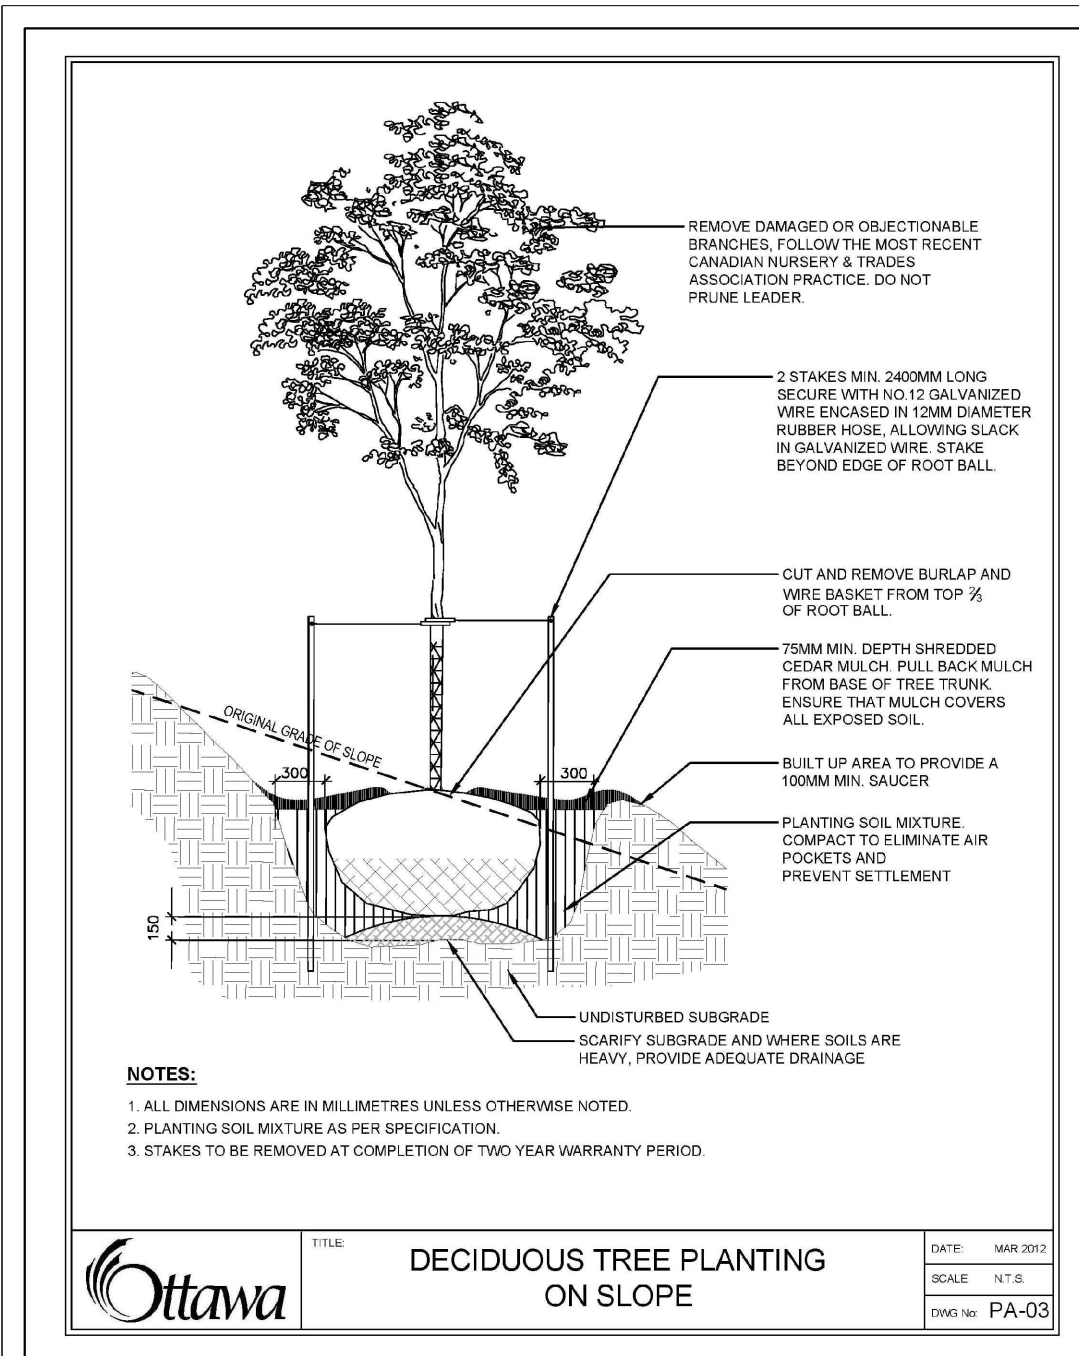 REMOVE DAMAGED OR OBJECTIONABLE
BRANCHES, FOLLOW THE MOST RECENT
CANADIAN NURSERY & TRADES
ASSOCIATION PRACTICE. DO NOT
PRUNE LEADER.
2 STAKES MIN. 2400MM LONG
SECURE WITH NO.12 GALVANIZED
WIRE ENCASED IN 12MM DIAMETER
RUBBER HOSE, ALLOWING SLACK
IN GALVANIZED WIRE. STAKE
BEYOND EDGE OF ROOT BALL.
CUT AND REMOVE BURLAP AND
WIRE BASKET FROM TOP ⅔
OF ROOT BALL.
75MM MIN. DEPTH SHREDDED
CEDAR MULCH. PULL BACK MULCH
FROM BASE OF TREE TRUNK.
ENSURE THAT MULCH COVERS
ALL EXPOSED SOIL.
ORIGINAL GRADE OF SLOPE
300
300
BUILT UP AREA TO PROVIDE A
100MM MIN. SAUCER
PLANTING SOIL MIXTURE.
COMPACT TO ELIMINATE AIR
POCKETS AND
PREVENT SETTLEMENT
150
UNDISTURBED SUBGRADE
SCARIFY SUBGRADE AND WHERE SOILS ARE
HEAVY, PROVIDE ADEQUATE DRAINAGE
NOTES:
1. ALL DIMENSIONS ARE IN MILLIMETRES UNLESS OTHERWISE NOTED.
2. PLANTING SOIL MIXTURE AS PER SPECIFICATION.
3. STAKES TO BE REMOVED AT COMPLETION OF TWO YEAR WARRANTY PERIOD.
Ottawa
TITLE:
DECIDUOUS TREE PLANTING
ON SLOPE
DATE: MAR 2012
SCALE N.T.S.
DWG No: PA-03